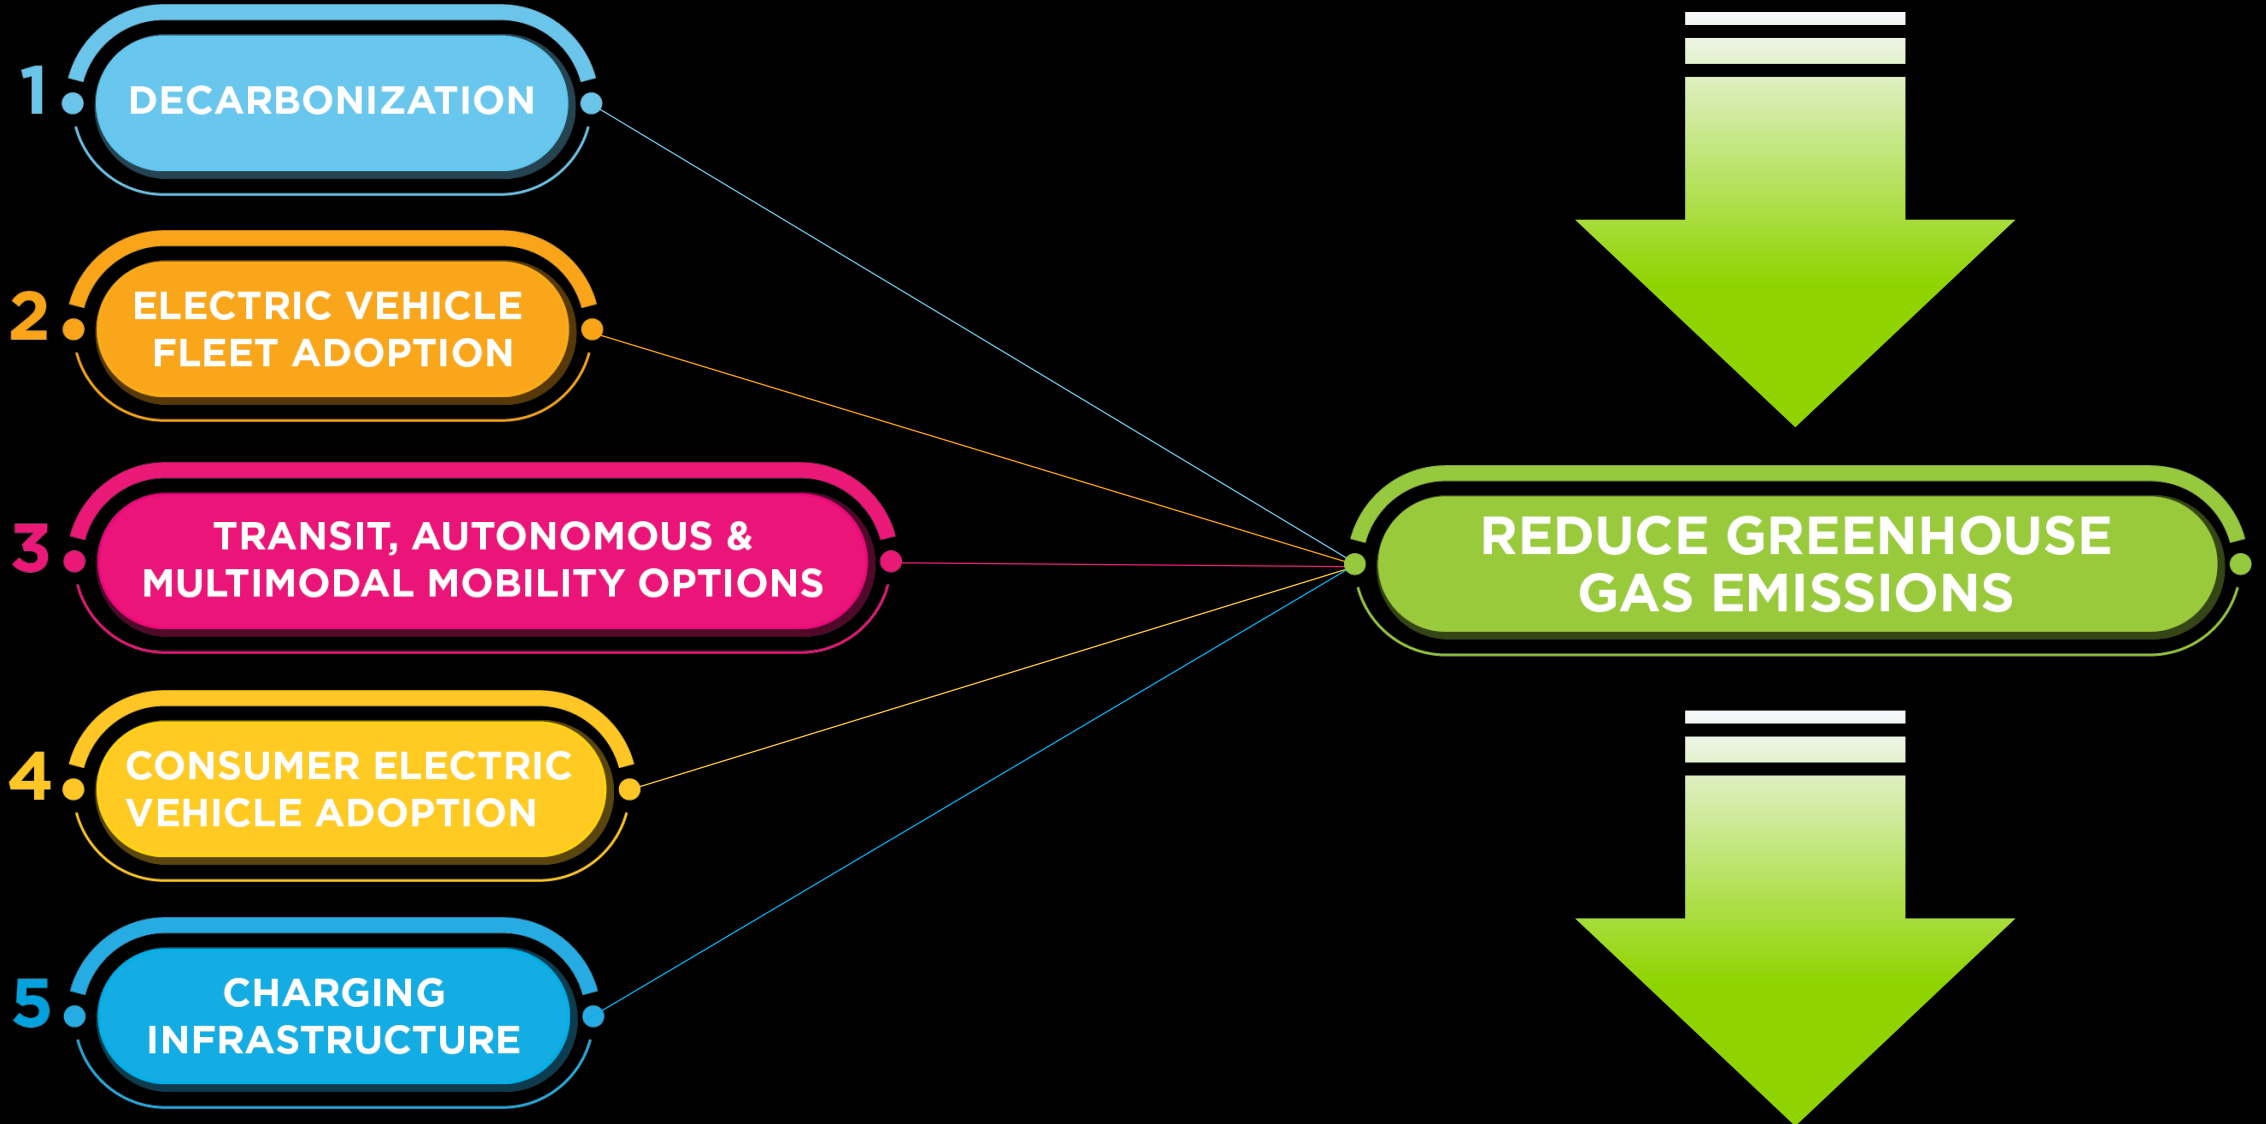 1
DECARBONIZATION
2
ELECTRIC VEHICLE
FLEET ADOPTION
3
TRANSIT, AUTONOMOUS &
MULTIMODAL MOBILITY OPTIONS
4
CONSUMER ELECTRIC
VEHICLE ADOPTION
5
CHARGING
INFRASTRUCTURE
REDUCE GREENHOUSE
GAS EMISSIONS